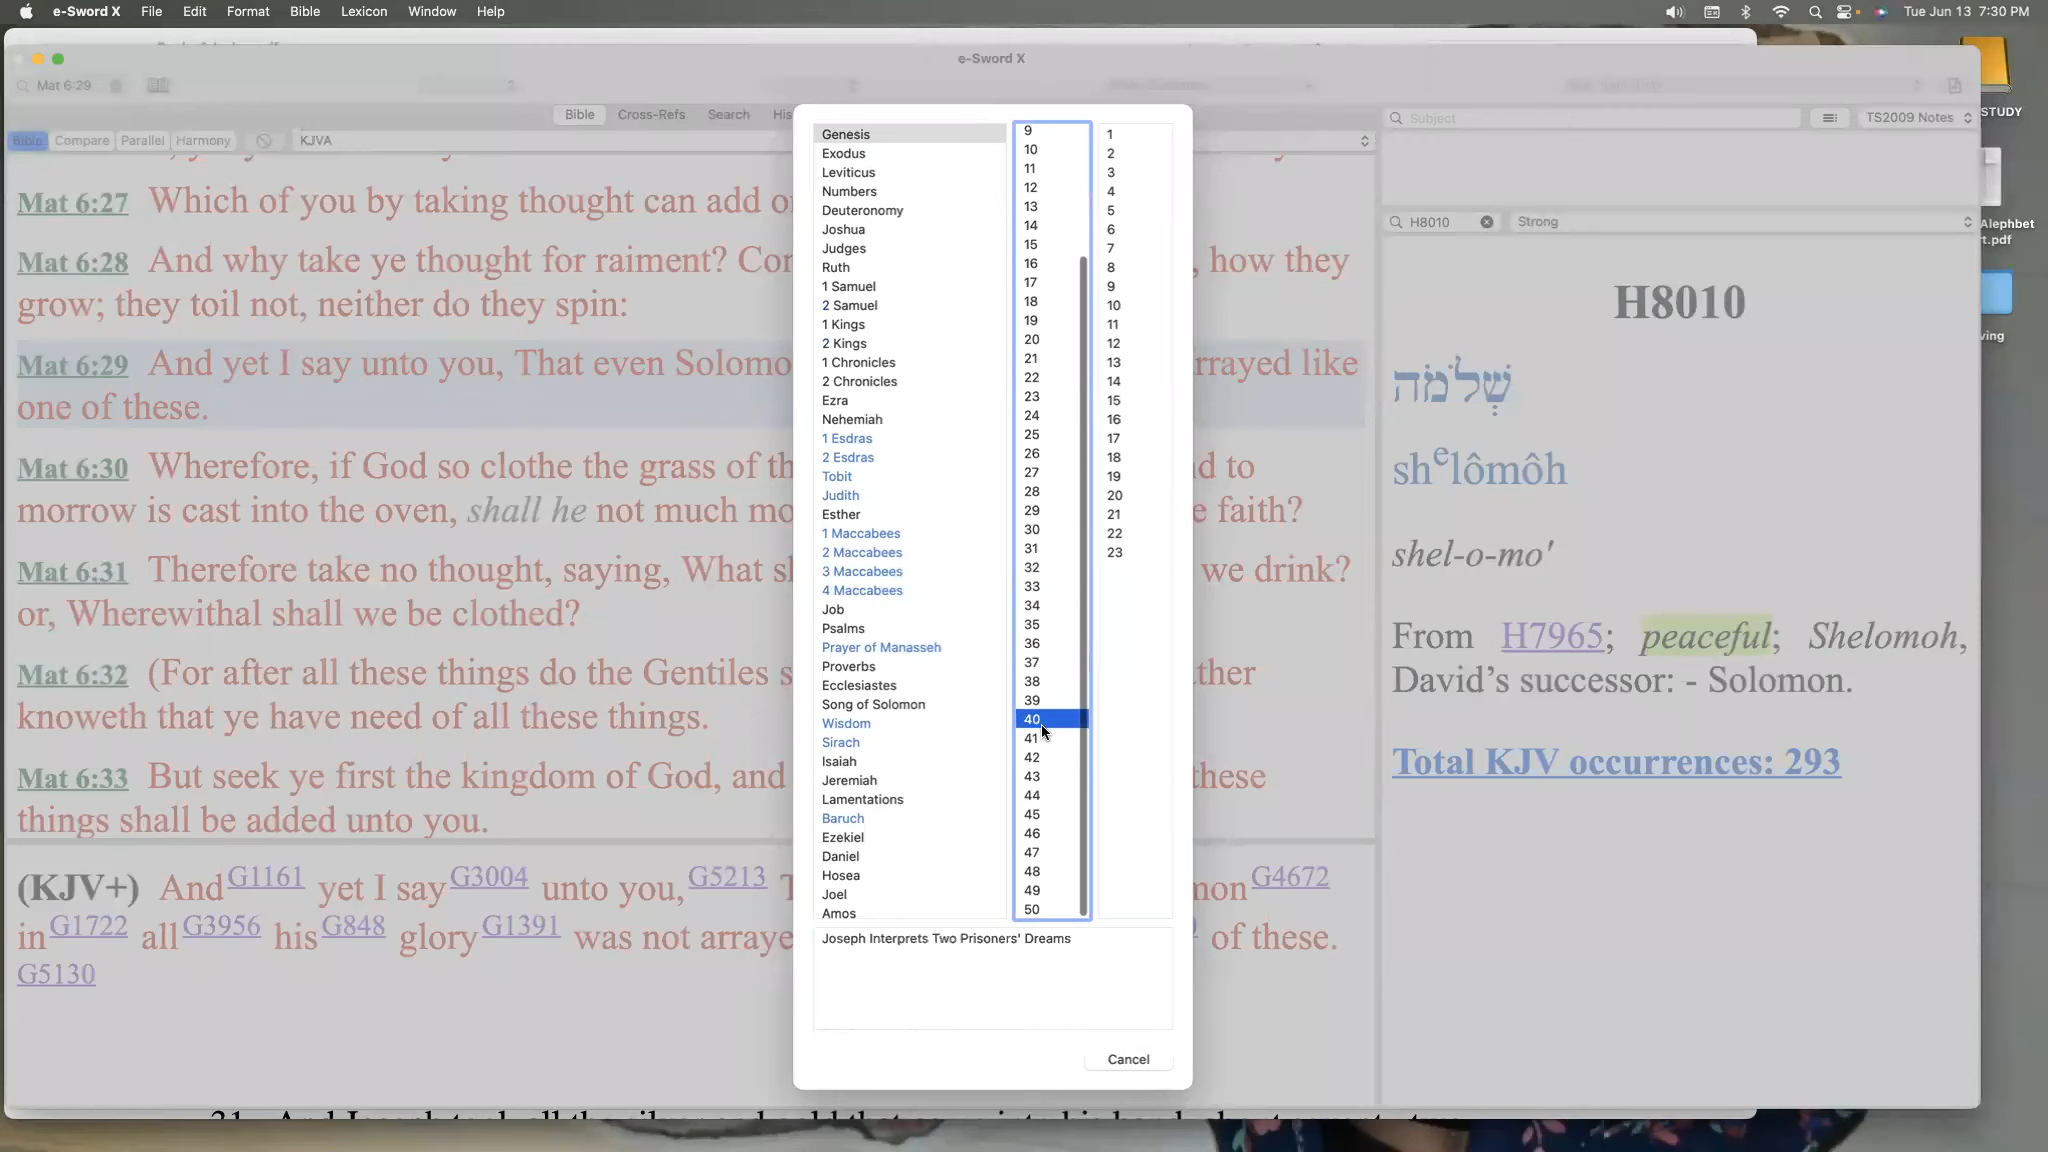 e-Sword X File Edit Format Bible Lexicon Window Help Tue Jun 13 7:30 PM
e-Sword X
Mat 6:29
Bible Cross-Refs Search His
Bible Compare Parallel Harmony KJVA
Mat 6:27 Which of you by taking thought can add
Mat 6:28 And why take ye thought for raiment? , how they
grow; they toil not, neither do they spin:
Mat 6:29 And yet I say unto you, That even Solomo rrayed like
one of these.
Mat 6:30 Wherefore, if God so clothe the grass of d to
morrow is cast into the oven, shall he not much faith?
Mat 6:31 Therefore take no thought, saying, What we drink?
or, Wherewithal shall we be clothed?
Mat 6:32 (For after all these things do the Gentiles ther
knoweth that ye have need of all these things.
Mat 6:33 But seek ye first the kingdom of God, and these
things shall be added unto you.
(KJV+) And G1161 yet I say G3004 unto you, G5213 mon G4672
in G1722 all G3956 his G848 glory G1391 was not arraye of these.
G5130
Genesis
Exodus
Leviticus
Numbers
Deuteronomy
Joshua
Judges
Ruth
1 Samuel
2 Samuel
1 Kings
2 Kings
1 Chronicles
2 Chronicles
Ezra
Nehemiah
1 Esdras
2 Esdras
Tobit
Judith
Esther
1 Maccabees
2 Maccabees
3 Maccabees
4 Maccabees
Job
Psalms
Prayer of Manasseh
Proverbs
Ecclesiastes
Song of Solomon
Wisdom
Sirach
Isaiah
Jeremiah
Lamentations
Baruch
Ezekiel
Daniel
Hosea
Joel
Amos
9
10
11
12
13
14
15
16
17
18
19
20
21
22
23
24
25
26
27
28
29
30
31
32
33
34
35
36
37
38
39
40
41
42
43
44
45
46
47
48
49
50
1
2
3
4
5
6
7
8
9
10
11
12
13
14
15
16
17
18
19
20
21
22
23
Joseph Interprets Two Prisoners' Dreams
Cancel
Subject TS2009 Notes
H8010 Strong
H8010
שְׁלֹמֹה
shᵉlômôh
shel-o-mo'
From H7965; peaceful; Shelomoh,
David's successor: - Solomon.
Total KJV occurrences: 293
STUDY
Alephbet
t.pdf
ving